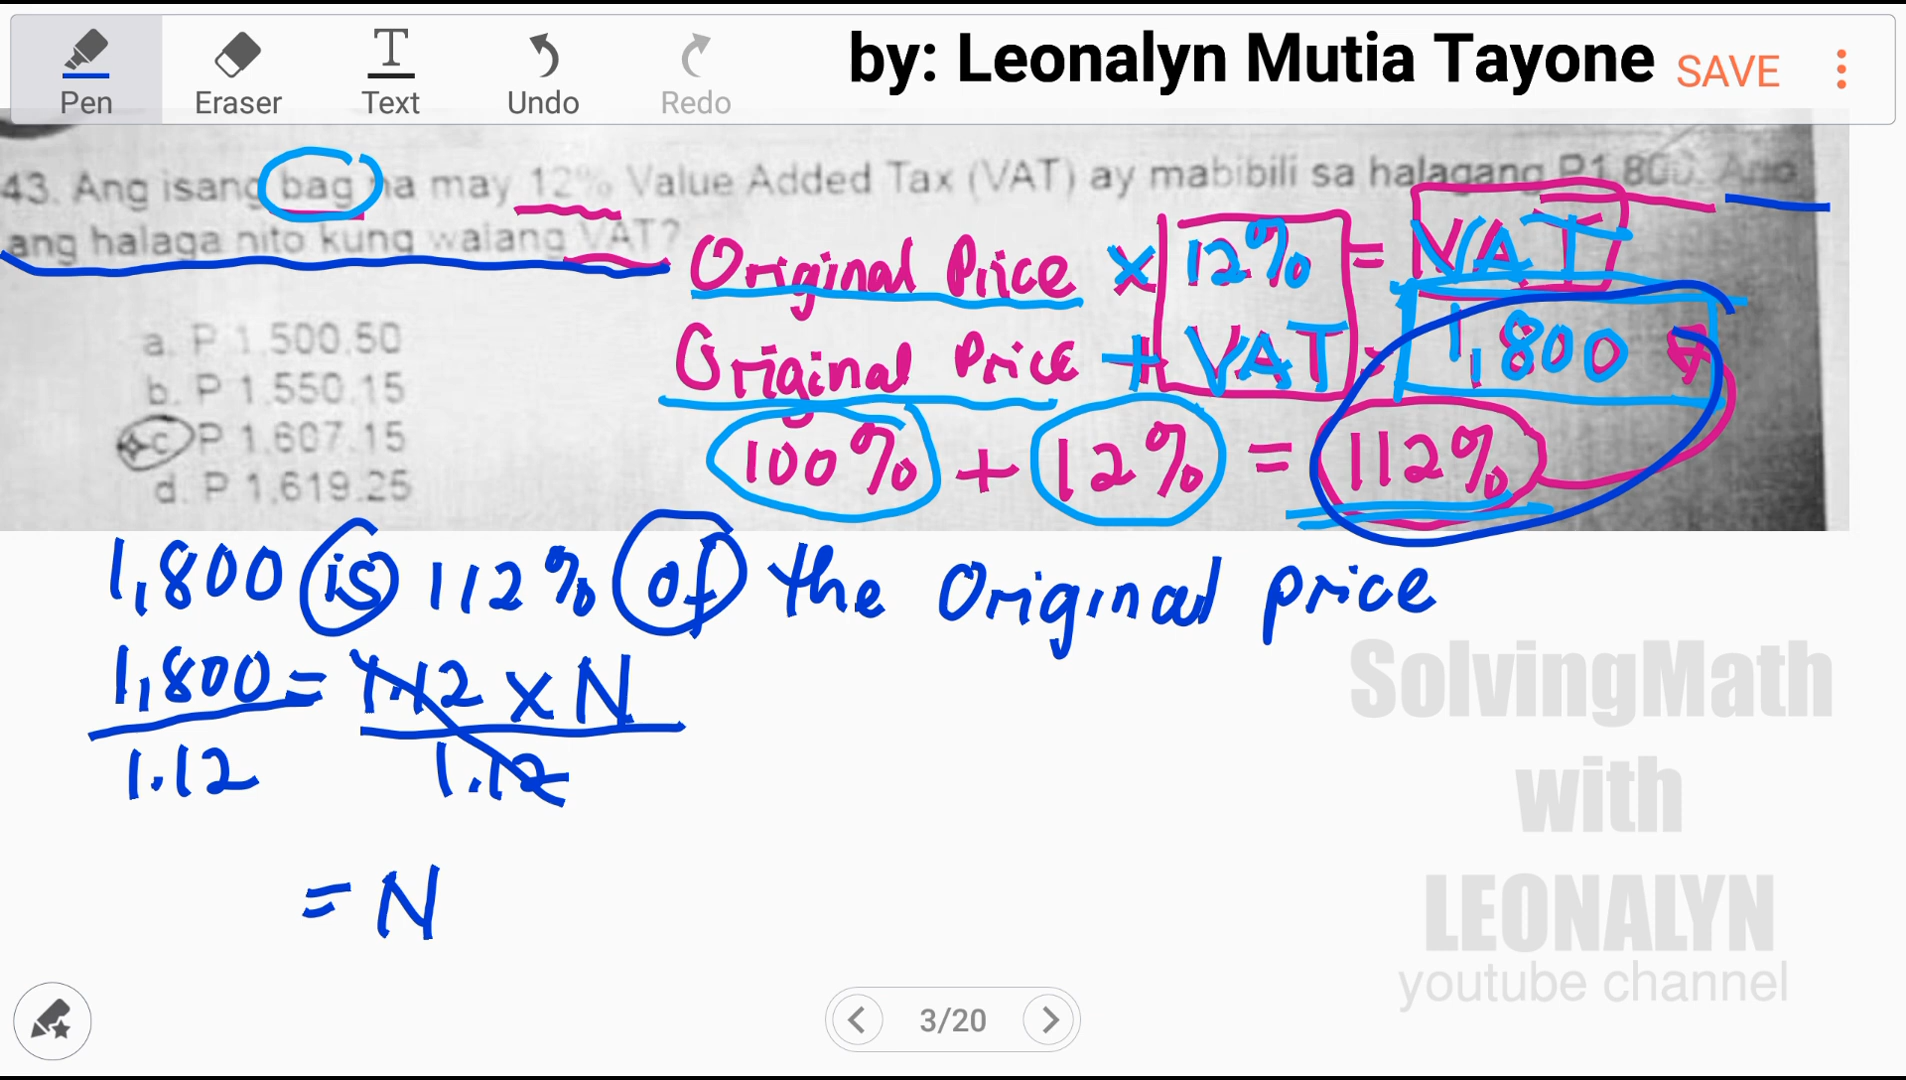 by: Leonalyn Mutia Tayone
SAVE
Pen
Eraser
Text
Undo
Redo
43. Ang isang bag na may 12% Value Added Tax (VAT) ay mabibili sa halagang P1,800. Ano
ang halaga nito kung walang VAT?
Original Price x 12% = VAT
Original Price + VAT = 1,800
100% + 12% = 112%
a. P 1,500.50
b. P 1.550.15
c P 1.607.15
d. P 1,619.25
1,800 is 112% of the Original price
1,800 = 1.12 x N
1.12 1.12
= N
SolvingMath
with
LEONALYN
youtube channel
3/20